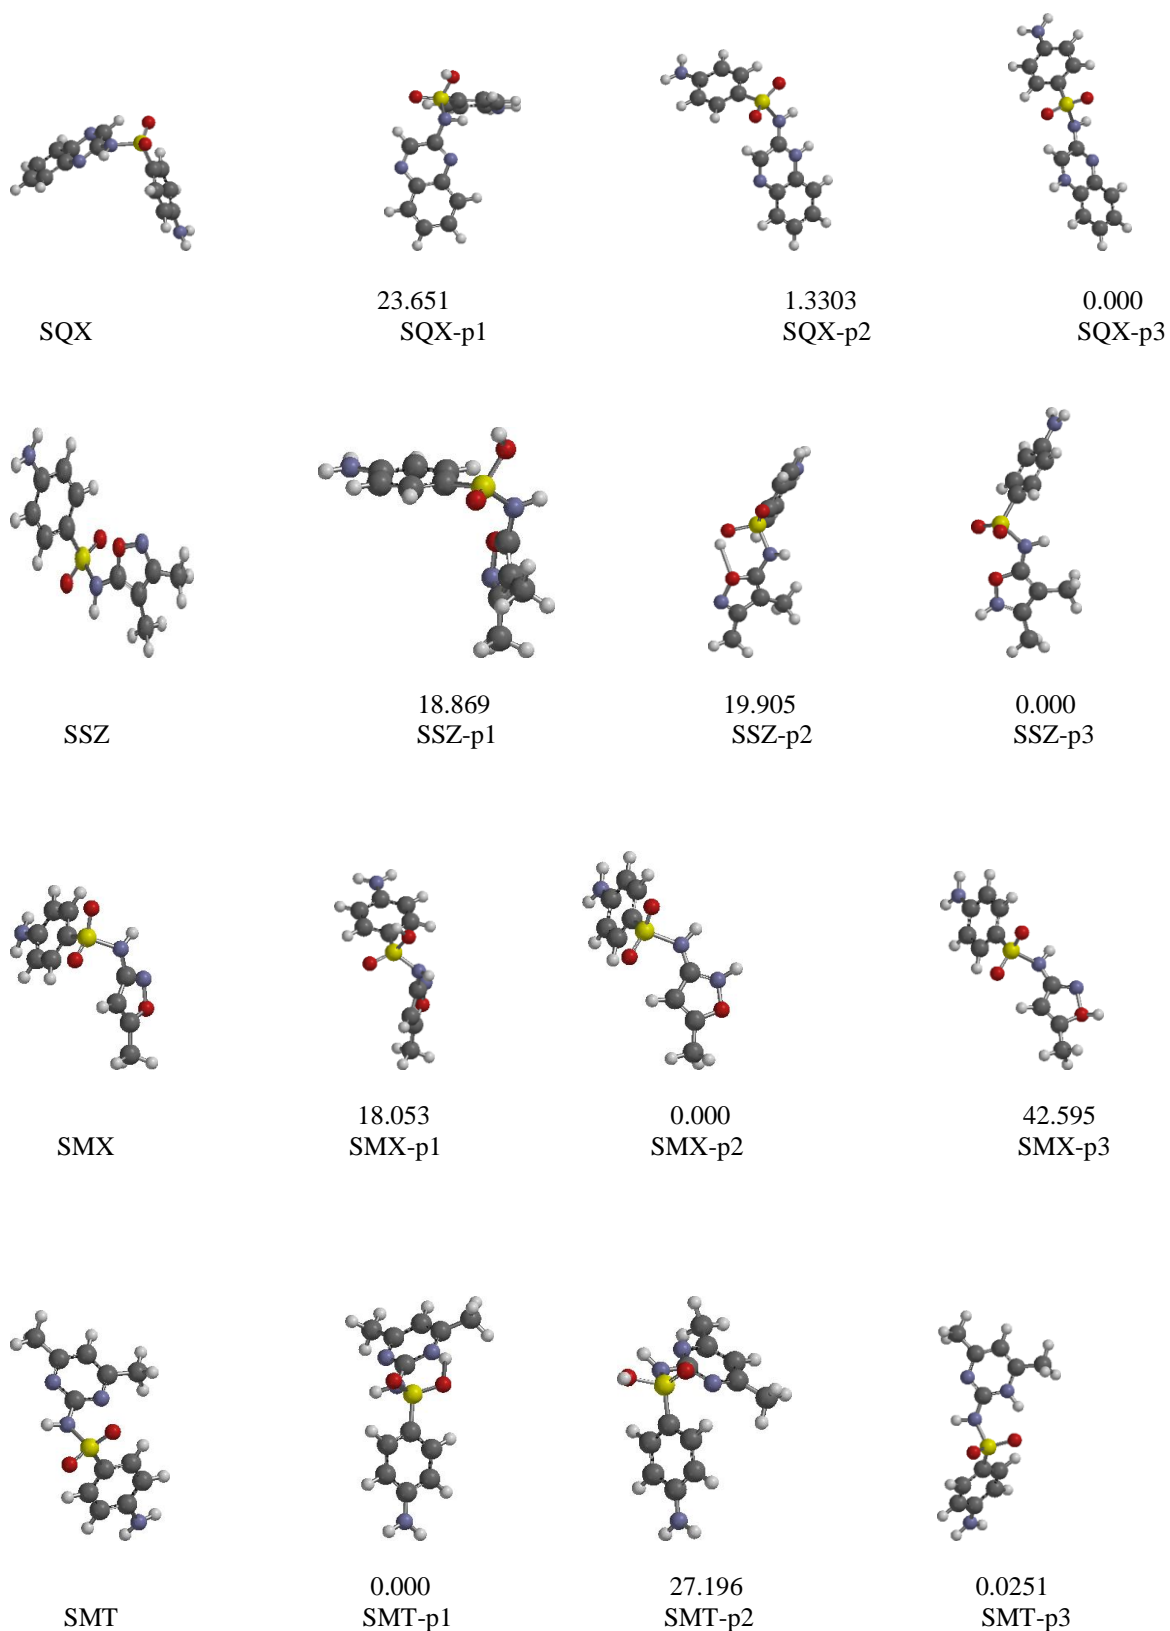 23.651 1.3303 0.000
SQX SQX-p1 SQX-p2 SQX-p3
18.869 19.905 0.000
SSZ SSZ-p1 SSZ-p2 SSZ-p3
18.053 0.000 42.595
SMX SMX-p1 SMX-p2 SMX-p3
0.000 27.196 0.0251
SMT SMT-p1 SMT-p2 SMT-p3